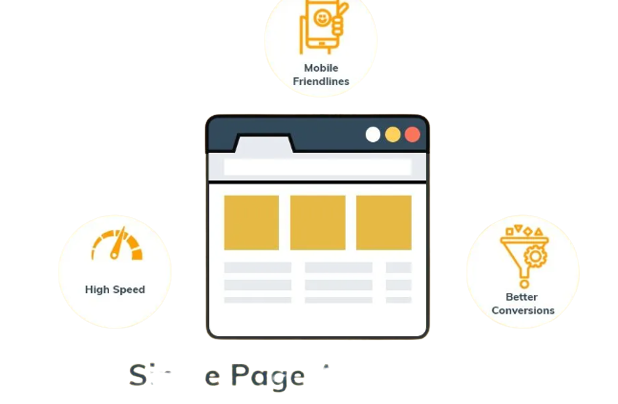 Mobile
Friendlines
High Speed
Better
Conversions
Page